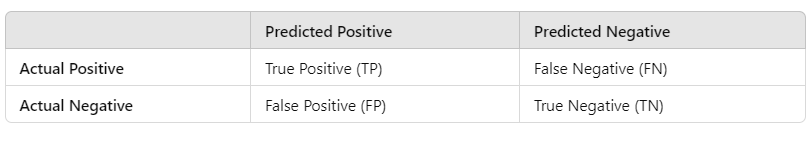 Predicted Positive Predicted Negative
Actual Positive True Positive (TP) False Negative (FN)
Actual Negative False Positive (FP) True Negative (TN)